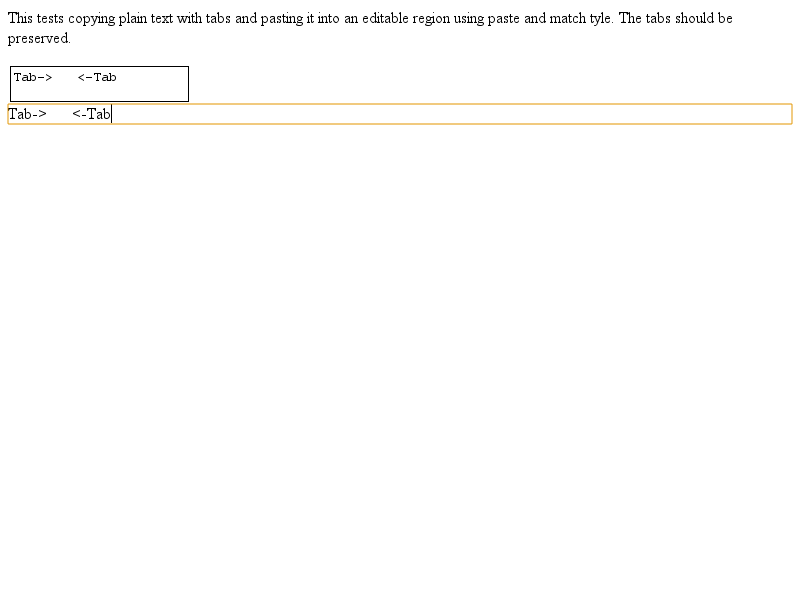 This tests copying plain text with tabs and pasting it into an editable region using paste and match tyle. The tabs should be
preserved.
Tab->	<-Tab
Tab->	<-Tab